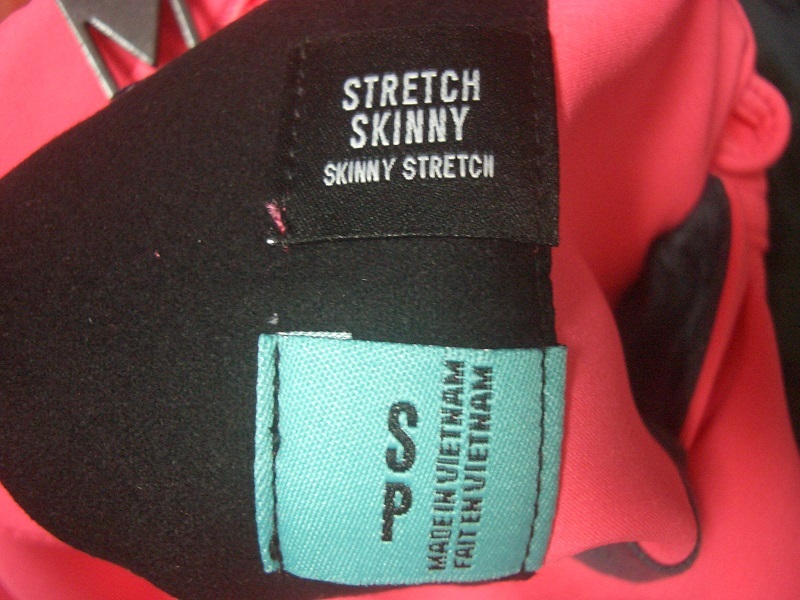 STRETCH
SKINNY
SKINNY STRETCH
S
P
MADE IN VIETNAM
FAIT EN VIETNAM